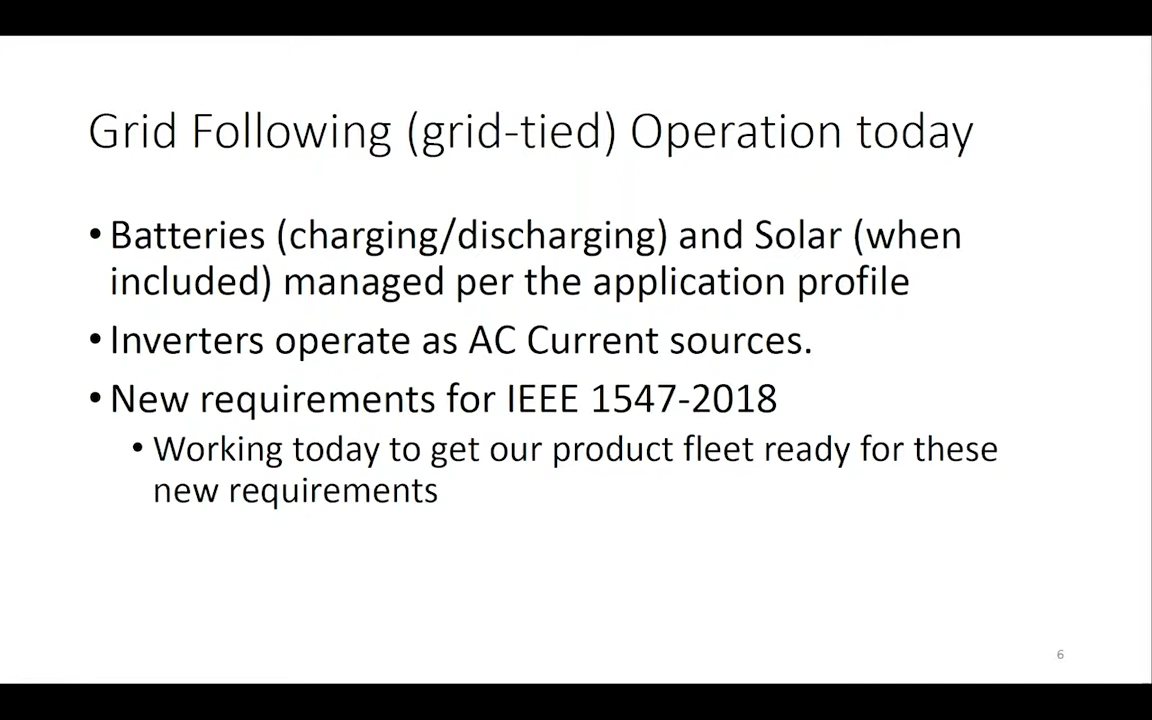 Grid Following (grid-tied) Operation today
• Batteries (charging/discharging) and Solar (when
included) managed per the application profile
• Inverters operate as AC Current sources.
• New requirements for IEEE 1547-2018
• Working today to get our product fleet ready for these
new requirements
6